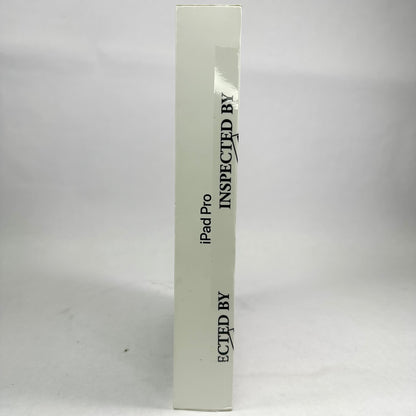 iPad Pro
INSPECTED BY
ECTED BY